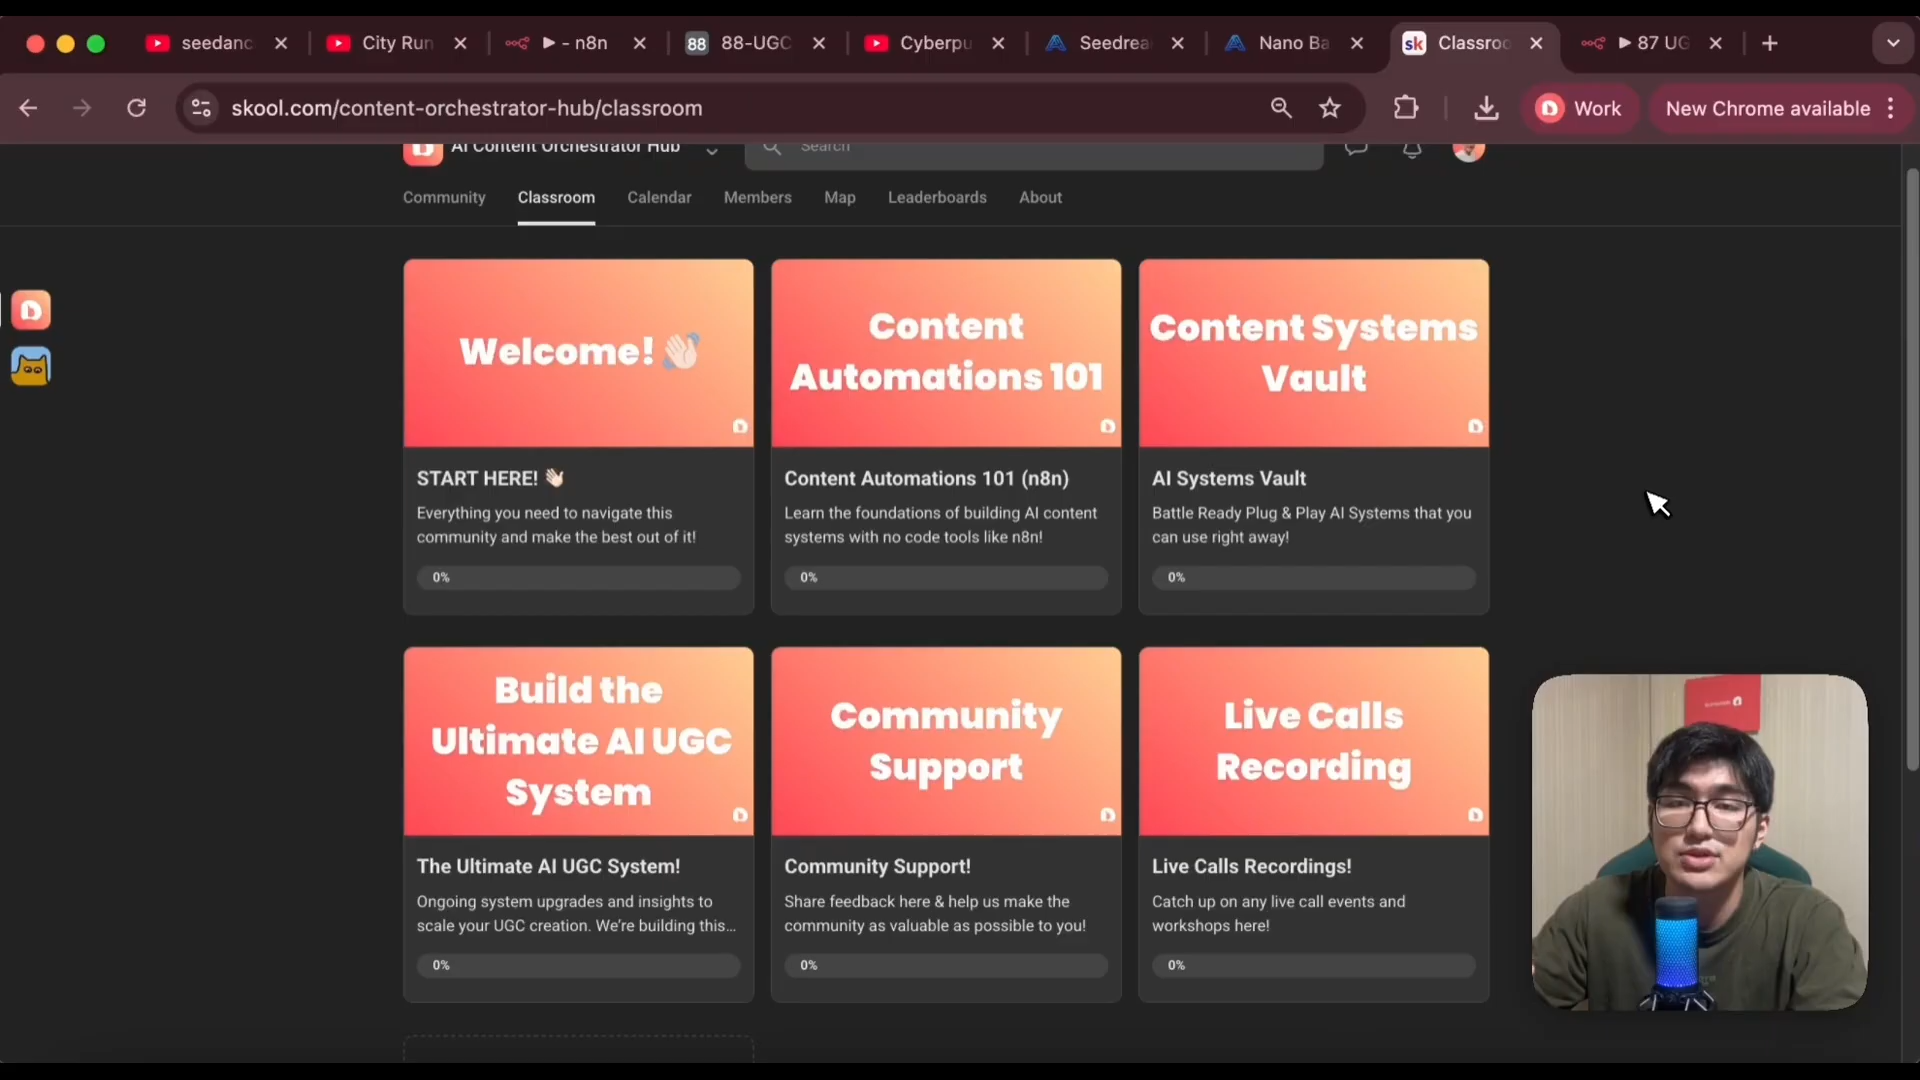 seedanc
City Run
- n8n
88
88-UGC
Cyberpu
Seedrea
Nano Ba
sk
Classroo
87 UG
skool.com/content-orchestrator-hub/classroom
Work
New Chrome available
AI Content Orchestrator Hub
Search
Community
Classroom
Calendar
Members
Map
Leaderboards
About
Welcome!
Content
Automations 101
Content Systems
Vault
START HERE!
Everything you need to navigate this
community and make the best out of it!
0%
Content Automations 101 (n8n)
Learn the foundations of building AI content
systems with no code tools like n8n!
0%
AI Systems Vault
Battle Ready Plug & Play AI Systems that you
can use right away!
0%
Build the
Ultimate AI UGC
System
Community
Support
Live Calls
Recording
The Ultimate AI UGC System!
Ongoing system upgrades and insights to
scale your UGC creation. We're building this...
0%
Community Support!
Share feedback here & help us make the
community as valuable as possible to you!
0%
Live Calls Recordings!
Catch up on any live call events and
workshops here!
0%